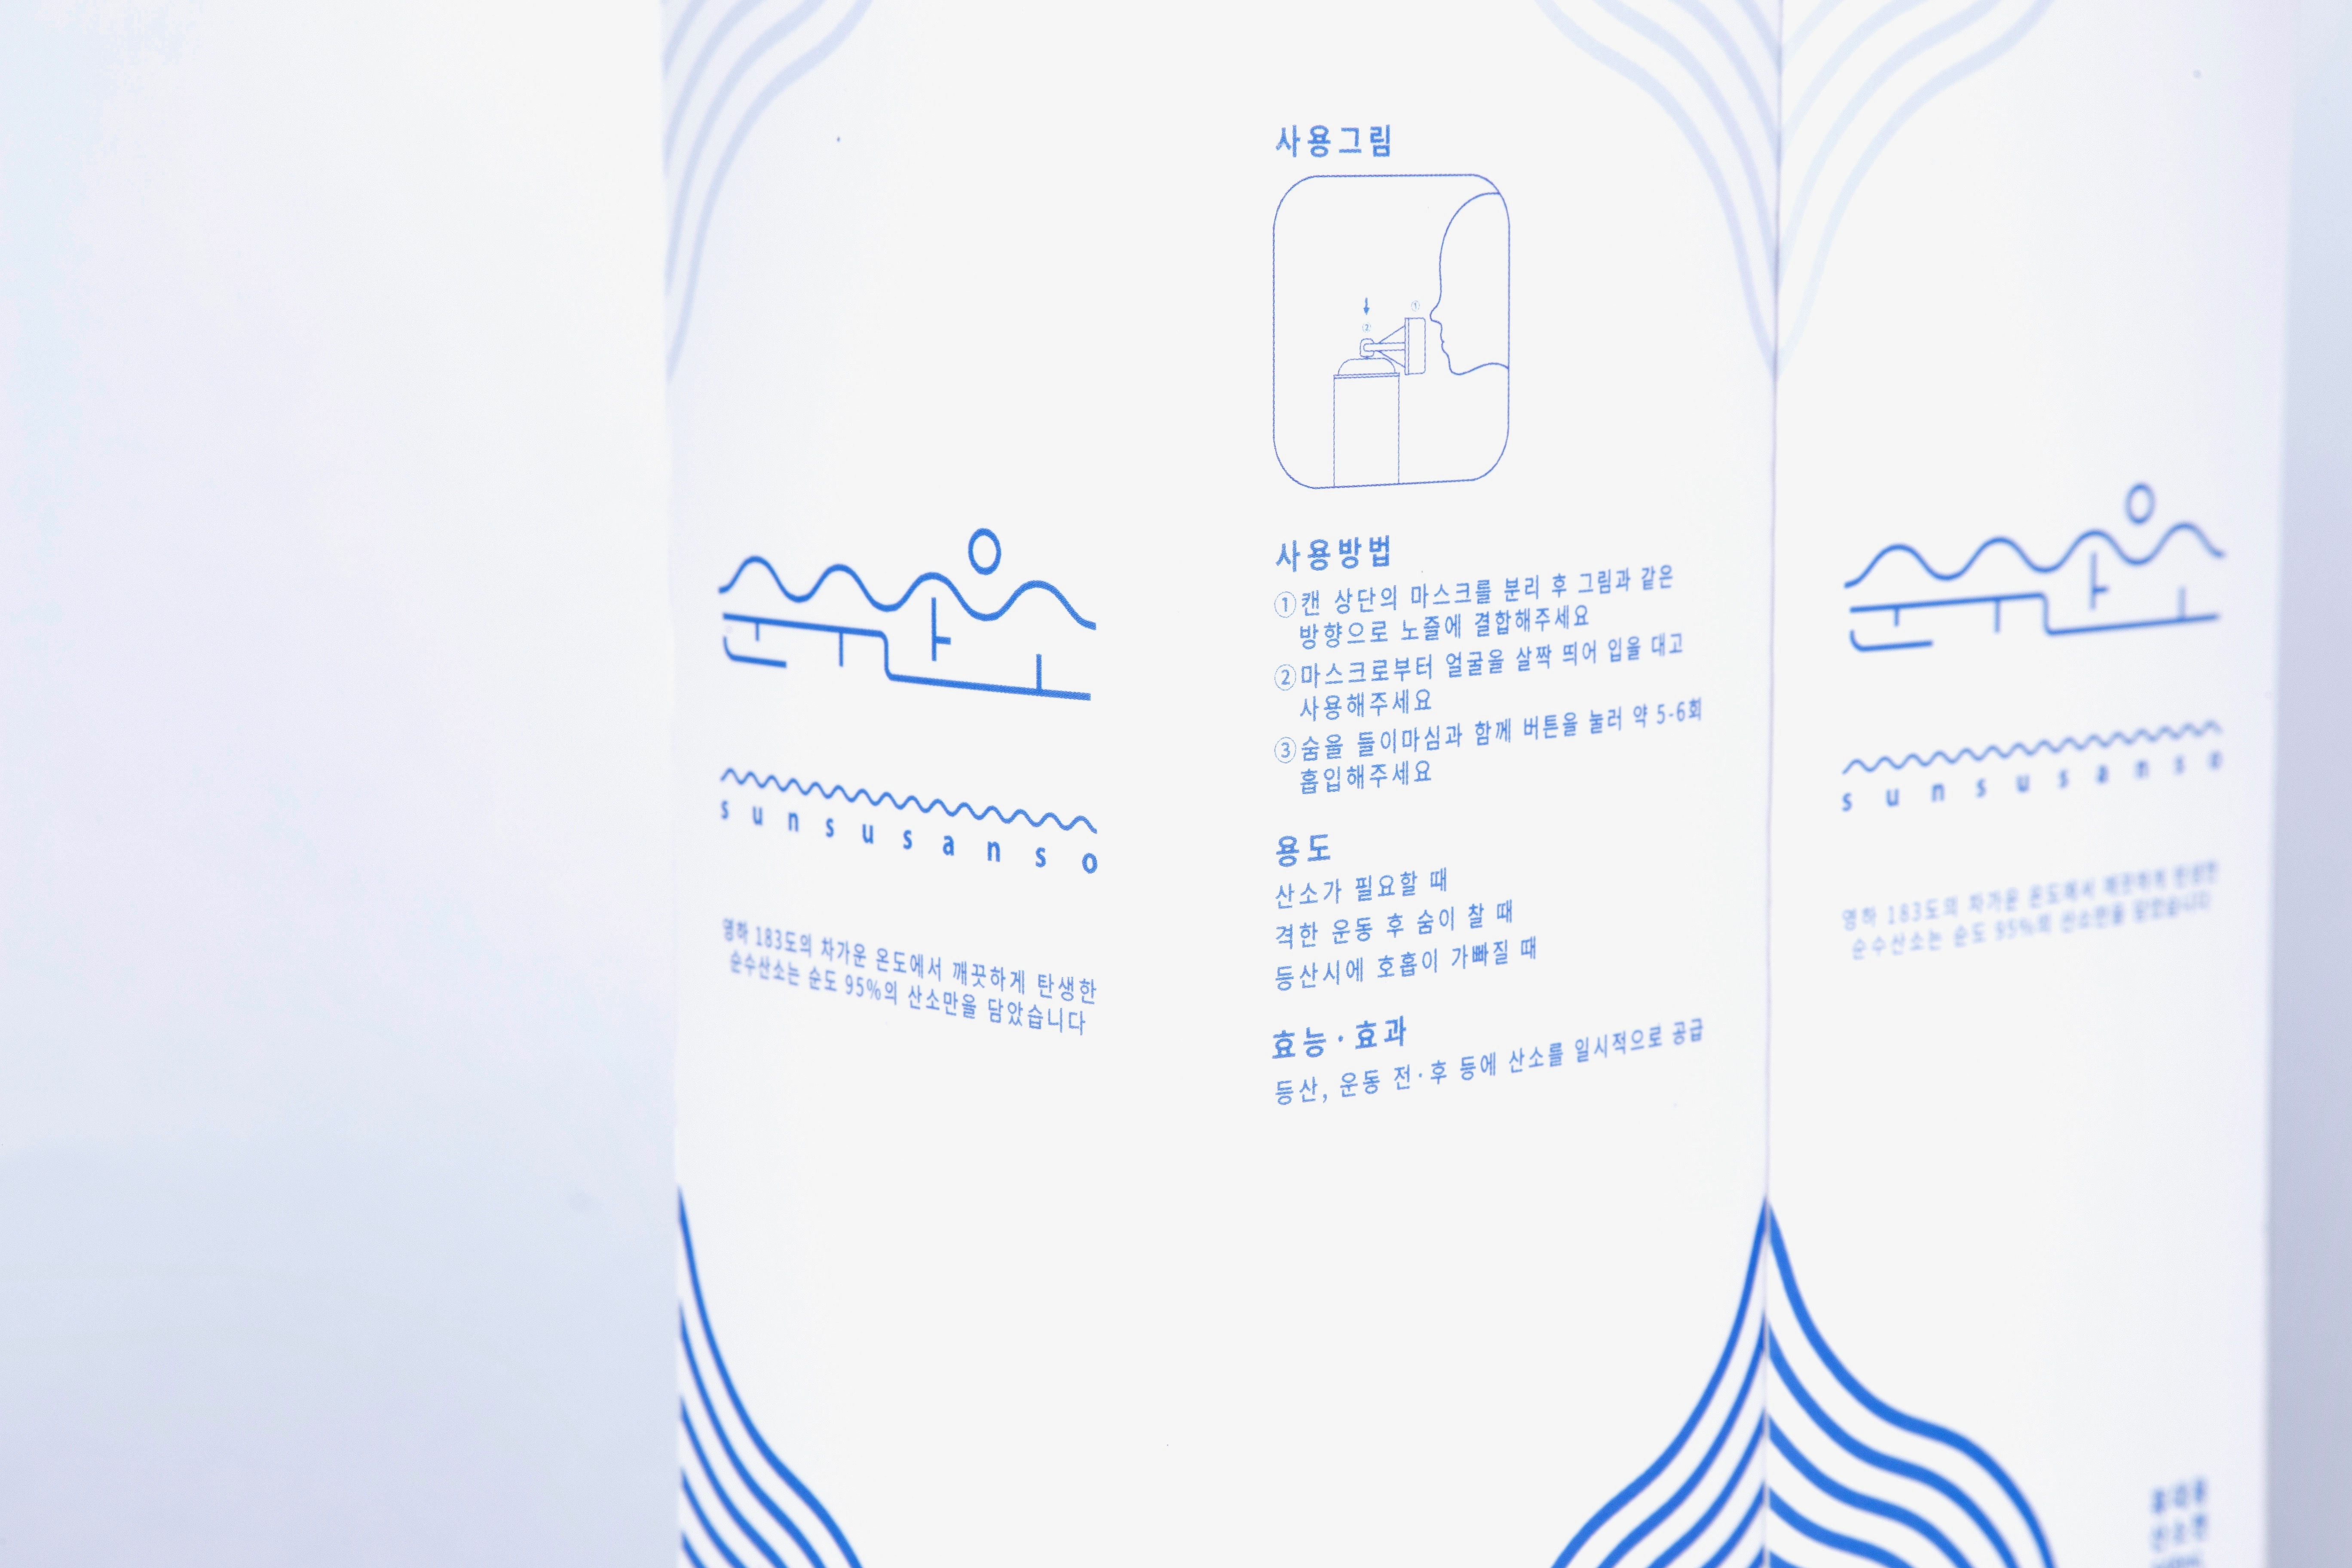 sunsusanso
영하 183도의 차가운 온도에서 깨끗하게 탄생한
순수산소는 순도 95%의 산소만을 담았습니다
사용그림
①
②
사용방법
①캔 상단의 마스크를 분리 후 그림과 같은
방향으로 노즐에 결합해주세요
②마스크로부터 얼굴을 살짝 띄어 입을 대고
사용해주세요
③숨을 들이마심과 함께 버튼을 눌러 약 5-6회
흡입해주세요
용도
산소가 필요할 때
격한 운동 후 숨이 찰 때
등산시에 호흡이 가빠질 때
효능·효과
등산, 운동 전·후 등에 산소를 일시적으로 공급
sunsusanso
영하 183도의 차가운 온도에서 깨끗하게 탄생한
순수산소는 순도 95%의 산소만을 담았습니다
휴대용
산소캔